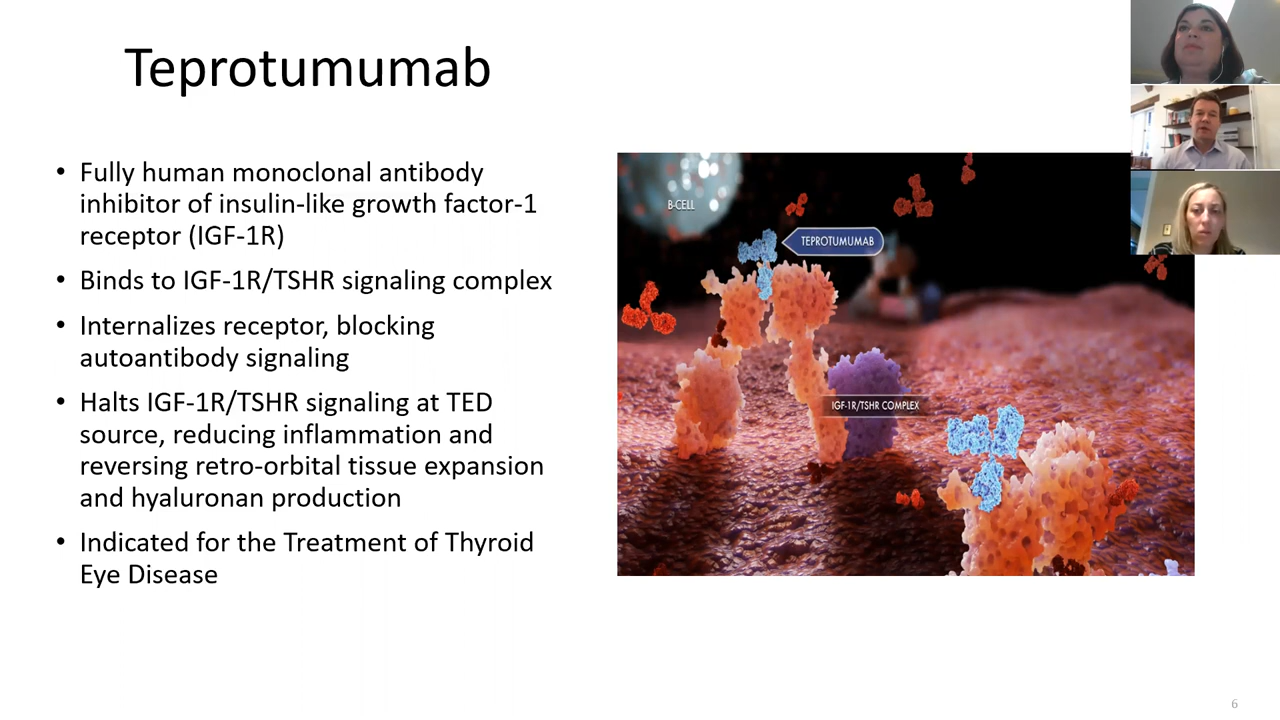 Teprotumumab
• Fully human monoclonal antibody
inhibitor of insulin-like growth factor-1
receptor (IGF-1R)
• Binds to IGF-1R/TSHR signaling complex
• Internalizes receptor, blocking
autoantibody signaling
• Halts IGF-1R/TSHR signaling at TED
source, reducing inflammation and
reversing retro-orbital tissue expansion
and hyaluronan production
• Indicated for the Treatment of Thyroid
Eye Disease
B-CELL
TEPROTUMUMAB
IGF-1R/TSHR COMPLEX
6